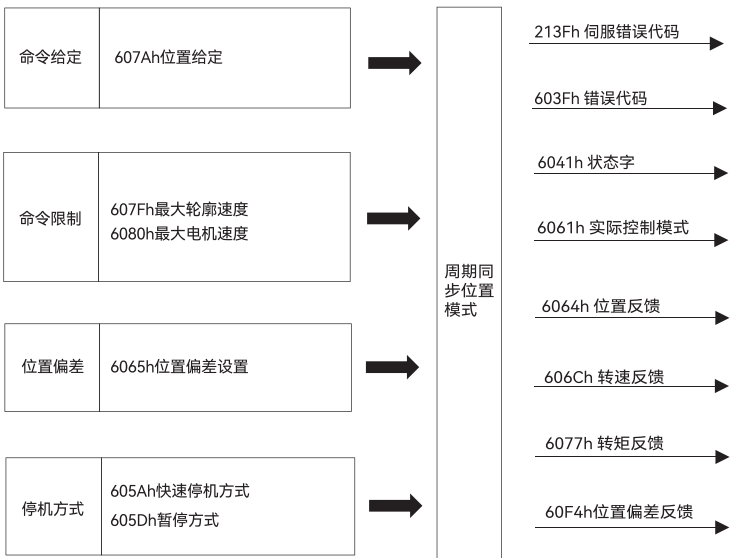 命令给定
607Ah位置给定
命令限制
607Fh最大轮廓速度
6080h最大电机速度
位置偏差
6065h位置偏差设置
停机方式
605Ah快速停机方式
605Dh暂停方式
周期同
步位置
模式
213Fh 伺服错误代码
603Fh 错误代码
6041h 状态字
6061h 实际控制模式
6064h 位置反馈
606Ch 转速反馈
6077h 转矩反馈
60F4h位置偏差反馈